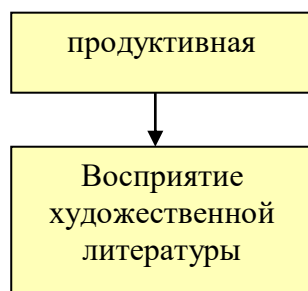 продуктивная
Восприятие
художественной
литературы